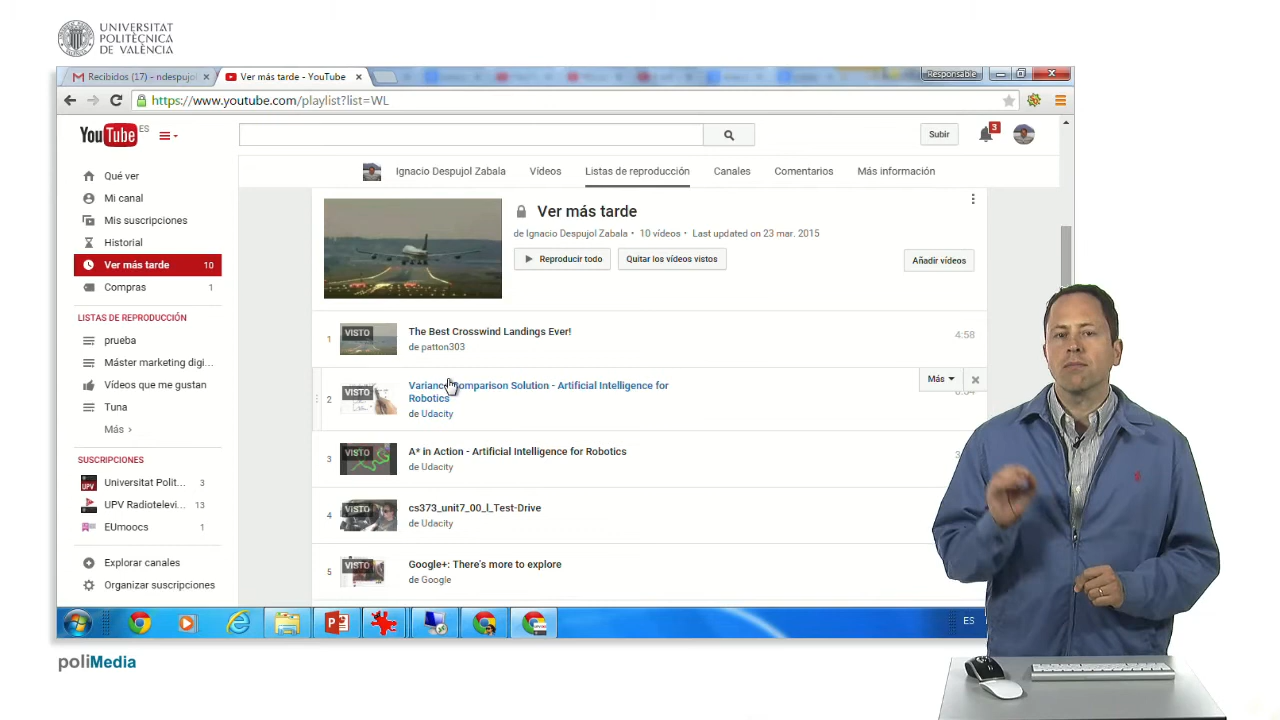 UNIVERSITAT
POLITÈCNICA
DE VALÈNCIA
Recibidos (17) - ndespujol
Ver más tarde - YouTube
Responsable
https://www.youtube.com/playlist?list=WL
YouTube ES
Subir
3
Ignacio Despujol Zabala
Vídeos
Listas de reproducción
Canales
Comentarios
Más información
Qué ver
Mi canal
Mis suscripciones
Historial
Ver más tarde 10
Compras 1
LISTAS DE REPRODUCCIÓN
prueba
Máster marketing digi...
Vídeos que me gustan
Tuna
Más ›
SUSCRIPCIONES
UPV
Universitat Polit... 3
UPV Radiotelevi... 13
EUmoocs 1
Explorar canales
Organizar suscripciones
Ver más tarde
de Ignacio Despujol Zabala • 10 vídeos • Last updated on 23 mar. 2015
Reproducir todo
Quitar los vídeos vistos
Añadir vídeos
1
VISTO
The Best Crosswind Landings Ever!
de patton303
4:58
2
VISTO
Variance Comparison Solution - Artificial Intelligence for
Robotics
de Udacity
Más
3
VISTO
A* in Action - Artificial Intelligence for Robotics
de Udacity
4
VISTO
cs373_unit7_00_l_Test-Drive
de Udacity
5
VISTO
Google+: There's more to explore
de Google
ES
poliMedia